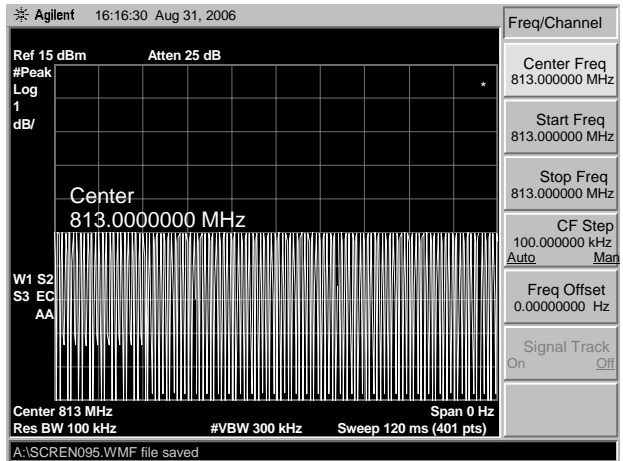 Agilent 16:16:30 Aug 31, 2006
Freq/Channel
Ref 15 dBm Atten 25 dB
#Peak
Log
1
dB/
*
Center
813.0000000 MHz
W1 S2
S3 EC
AA
Center 813 MHz Span 0 Hz
Res BW 100 kHz #VBW 300 kHz Sweep 120 ms (401 pts)
Center Freq
813.000000 MHz
Start Freq
813.000000 MHz
Stop Freq
813.000000 MHz
CF Step
100.000000 kHz
Auto Man
Freq Offset
0.00000000 Hz
Signal Track
On Off
A:\SCREN095.WMF file saved